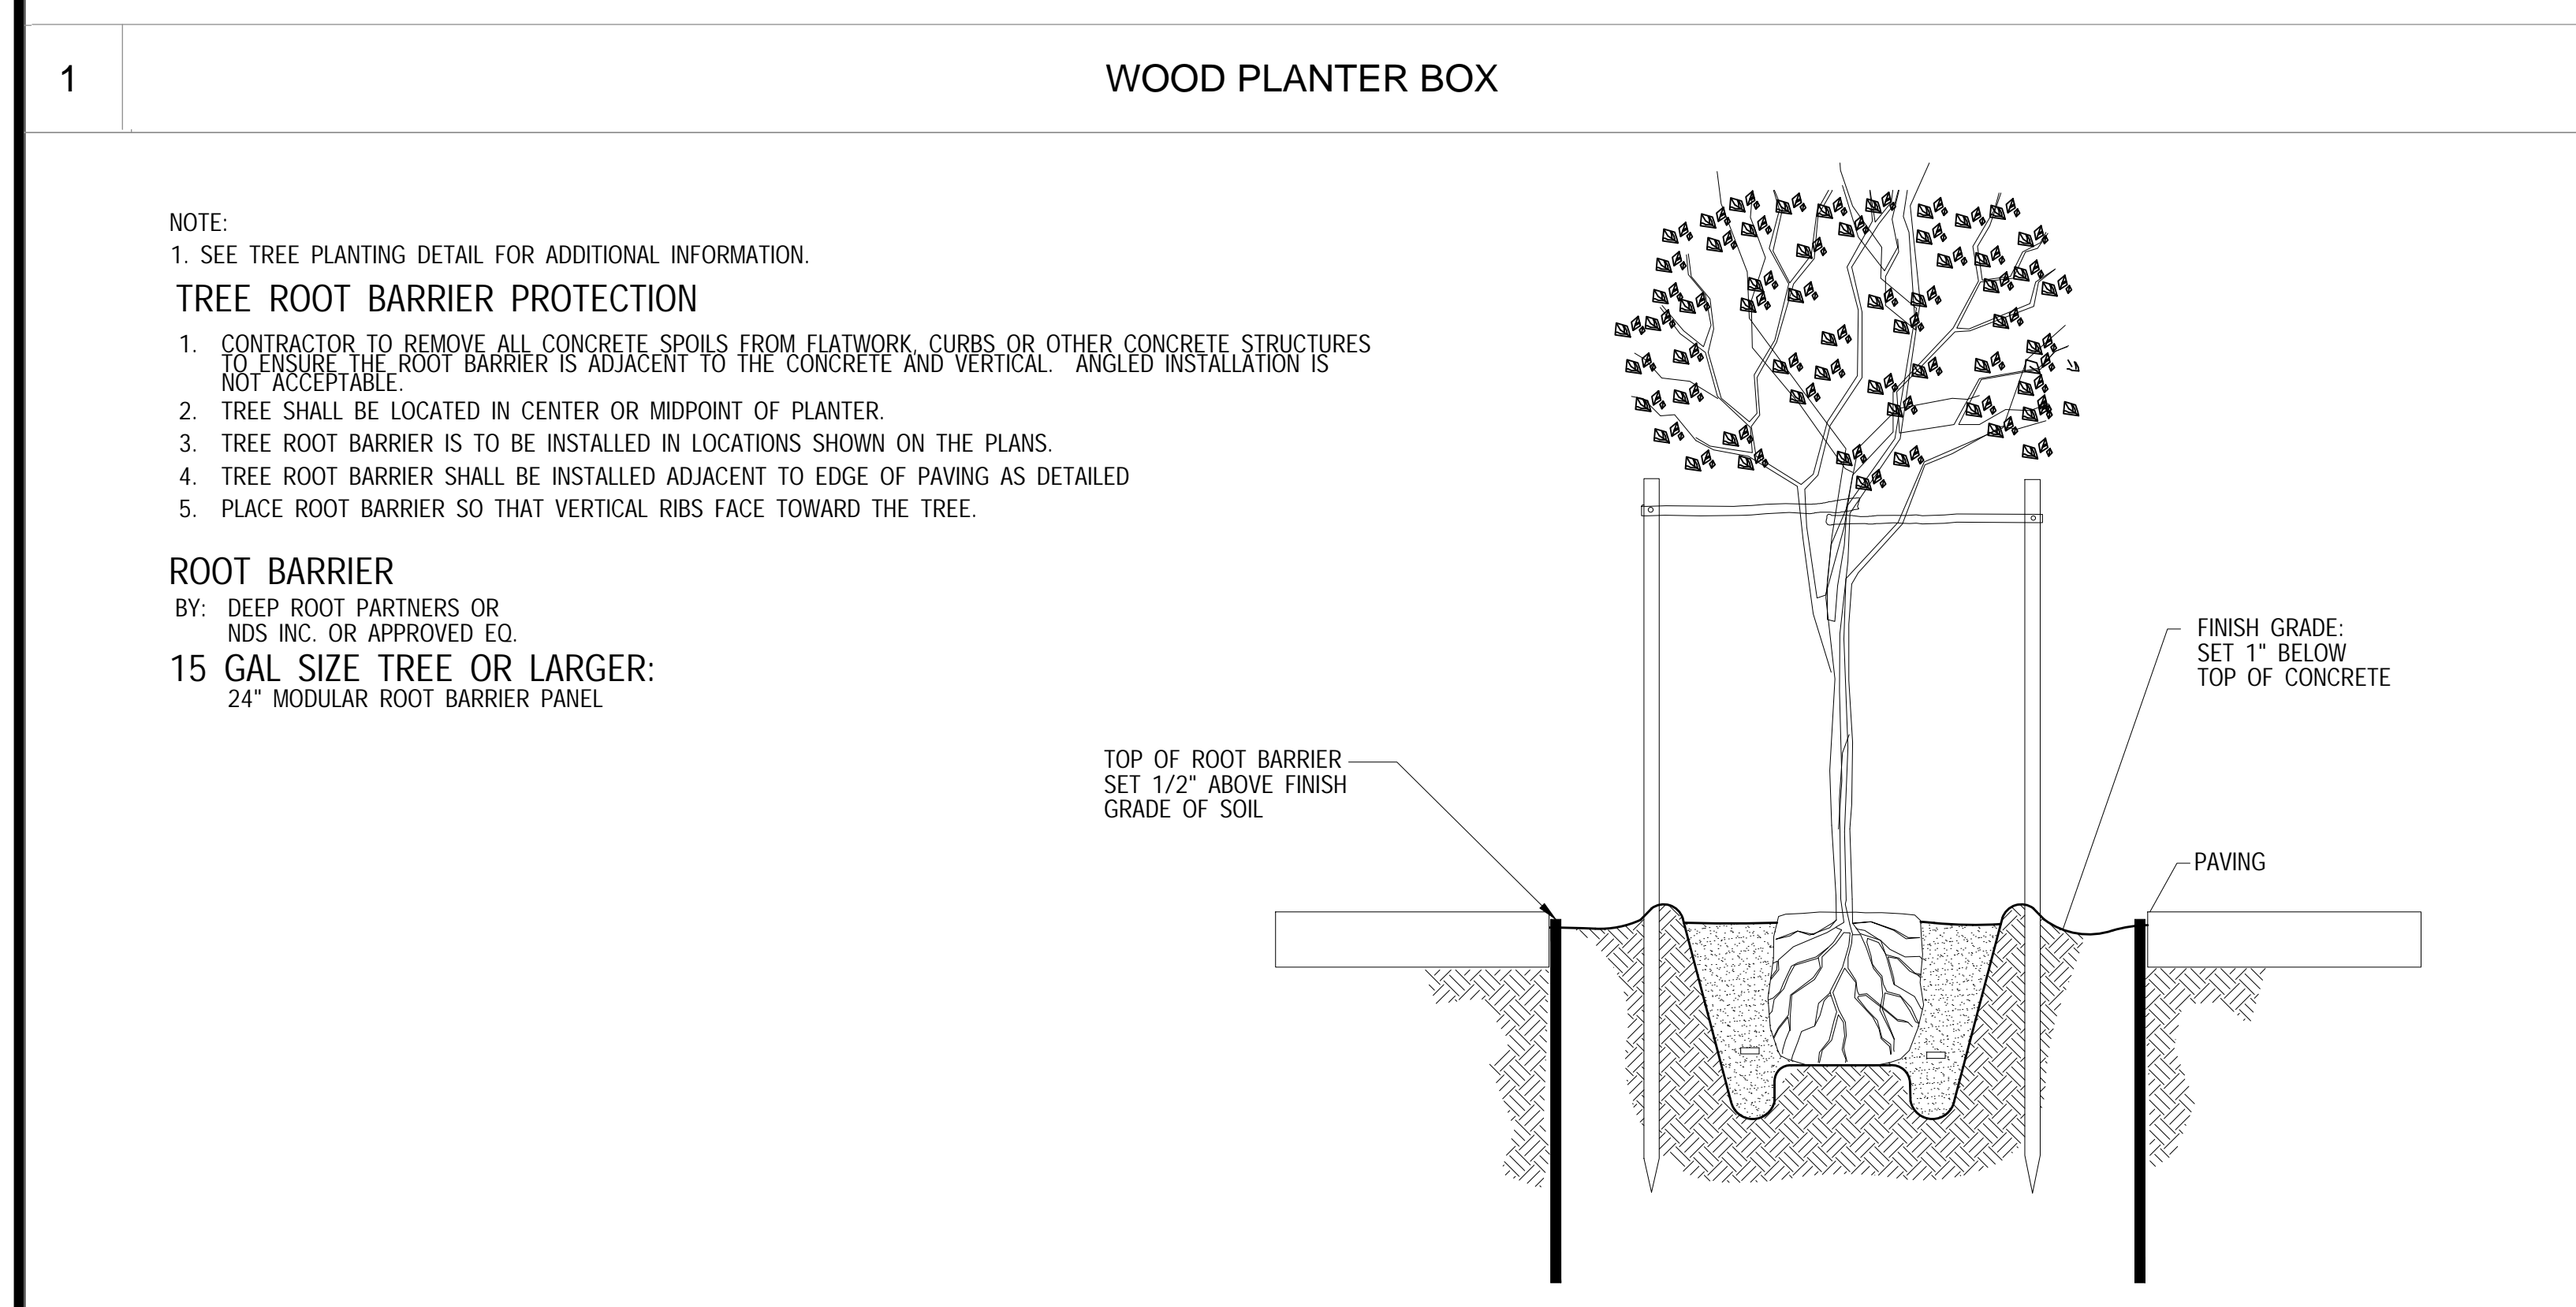 1
WOOD PLANTER BOX
NOTE:
1. SEE TREE PLANTING DETAIL FOR ADDITIONAL INFORMATION.
TREE ROOT BARRIER PROTECTION
1. CONTRACTOR TO REMOVE ALL CONCRETE SPOILS FROM FLATWORK, CURBS OR OTHER CONCRETE STRUCTURES
TO ENSURE THE ROOT BARRIER IS ADJACENT TO THE CONCRETE AND VERTICAL. ANGLED INSTALLATION IS
NOT ACCEPTABLE.
2. TREE SHALL BE LOCATED IN CENTER OR MIDPOINT OF PLANTER.
3. TREE ROOT BARRIER IS TO BE INSTALLED IN LOCATIONS SHOWN ON THE PLANS.
4. TREE ROOT BARRIER SHALL BE INSTALLED ADJACENT TO EDGE OF PAVING AS DETAILED
5. PLACE ROOT BARRIER SO THAT VERTICAL RIBS FACE TOWARD THE TREE.
ROOT BARRIER
BY: DEEP ROOT PARTNERS OR
NDS INC. OR APPROVED EQ.
15 GAL SIZE TREE OR LARGER:
24" MODULAR ROOT BARRIER PANEL
TOP OF ROOT BARRIER
SET 1/2" ABOVE FINISH
GRADE OF SOIL
FINISH GRADE:
SET 1" BELOW
TOP OF CONCRETE
PAVING